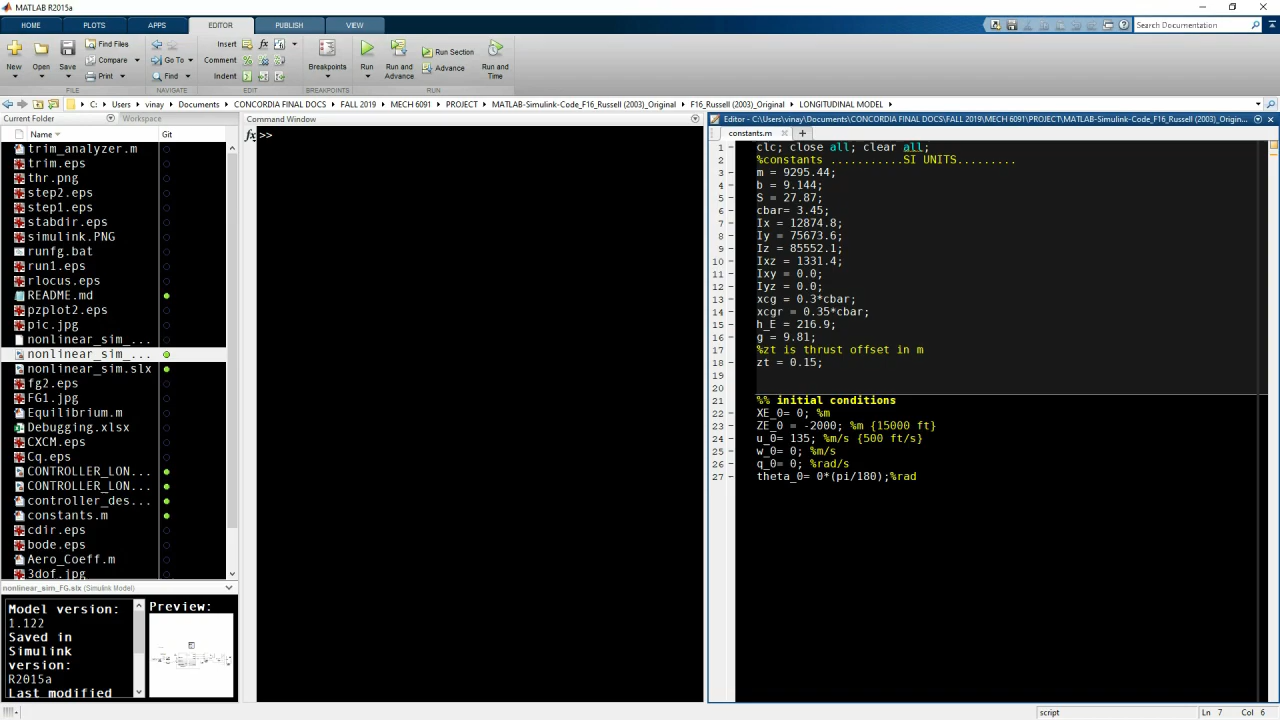 MATLAB R2015a
HOME PLOTS APPS EDITOR PUBLISH VIEW
Search Documentation
New Open Save Find Files Compare Print
FILE
Go To Find
NAVIGATE
Insert fx
Comment
Indent
EDIT
Breakpoints
BREAKPOINTS
Run Run and Advance Run Section Advance Run and Time
RUN
C: Users vinay Documents CONCORDIA FINAL DOCS FALL 2019 MECH 6091 PROJECT MATLAB-Simulink-Code_F16_Russell (2003)_Original F16_Russell (2003)_Original LONGITUDINAL MODEL
Current Folder Workspace
Name Git
trim_analyzer.m
trim.eps
thr.png
step2.eps
step1.eps
stabdir.eps
simulink.PNG
runfg.bat
run1.eps
rlocus.eps
README.md
pzplot2.eps
pic.jpg
nonlinear_sim_...
nonlinear_sim_...
nonlinear_sim.slx
fg2.eps
FG1.jpg
Equilibrium.m
Debugging.xlsx
CXCM.eps
Cq.eps
CONTROLLER_LON...
CONTROLLER_LON...
controller_des...
constants.m
cdir.eps
bode.eps
Aero_Coeff.m
3dof.jpg
nonlinear_sim_FG.slx (Simulink Model)
Model version:
1.122
Saved in
Simulink
version:
R2015a
Last modified
Preview:
Command Window
fx >>
Editor - C:\Users\vinay\Documents\CONCORDIA FINAL DOCS\FALL 2019\MECH 6091\PROJECT\MATLAB-Simulink-Code_F16_Russell (2003)_Origin...
constants.m
1 clc; close all; clear all;
2 %constants ...........SI UNITS.........
3 m = 9295.44;
4 b = 9.144;
5 S = 27.87;
6 cbar= 3.45;
7 Ix = 12874.8;
8 Iy = 75673.6;
9 Iz = 85552.1;
10 Ixz = 1331.4;
11 Ixy = 0.0;
12 Iyz = 0.0;
13 xcg = 0.3*cbar;
14 xcgr = 0.35*cbar;
15 h_E = 216.9;
16 g = 9.81;
17 %zt is thrust offset in m
18 zt = 0.15;
19
20
21 %% initial conditions
22 XE_0= 0; %m
23 ZE_0 = -2000; %m {15000 ft}
24 u_0= 135; %m/s {500 ft/s}
25 w_0= 0; %m/s
26 q_0= 0; %rad/s
27 theta_0= 0*(pi/180);%rad
script
Ln 7 Col 6